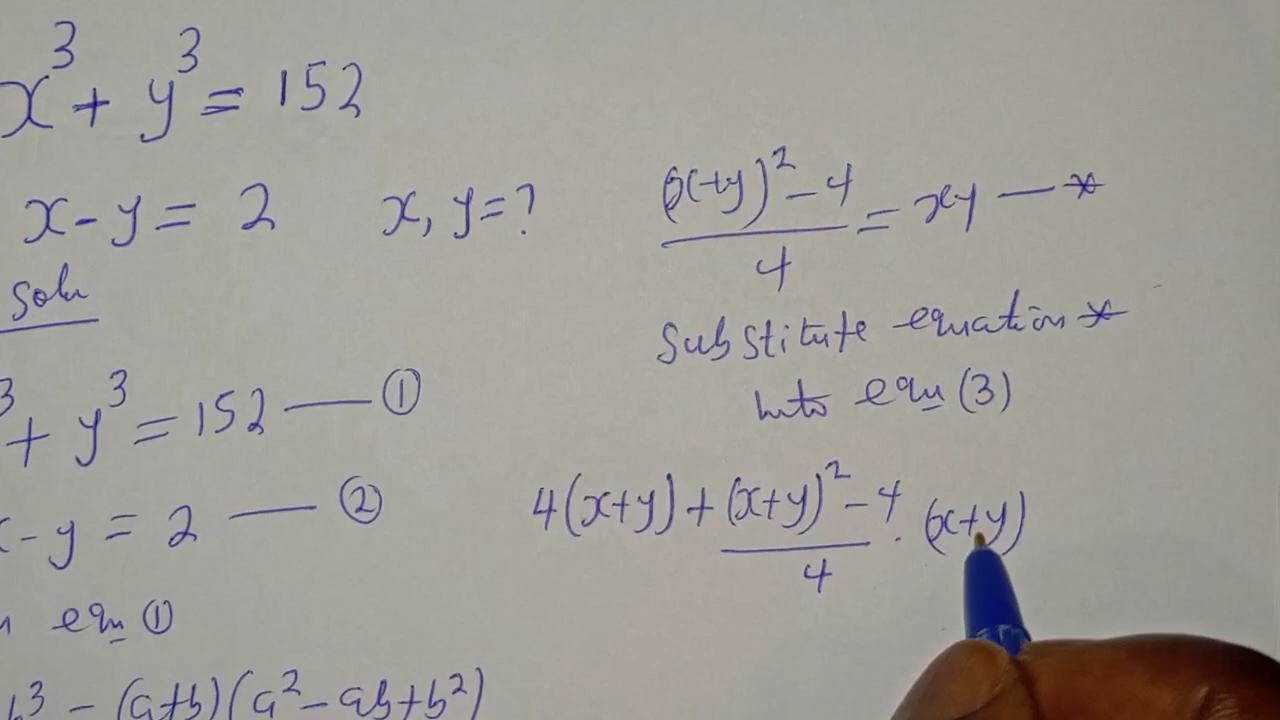 x³ + y³ = 152
x - y = 2 x, y = ?
Soln
³ + y³ = 152 — ①
x - y = 2 — ②
eqn ①
b³ = (a+b)(a² - ab + b²)
(x+y)² - 4 / 4 = xy — *
Substitute equation *
into eqn (3)
4(x+y) + (x+y)² - 4 / 4 . (x+y)